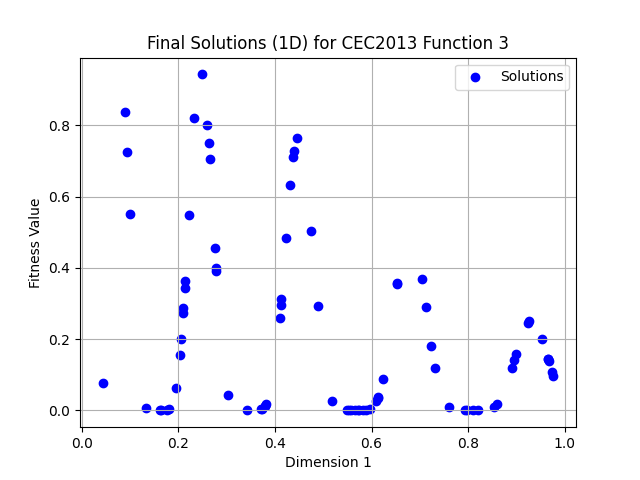 Final Solutions (1D) for CEC2013 Function 3
Solutions
Fitness Value
0.8
0.6
0.4
0.2
0.0
0.0 0.2 0.4 0.6 0.8 1.0
Dimension 1